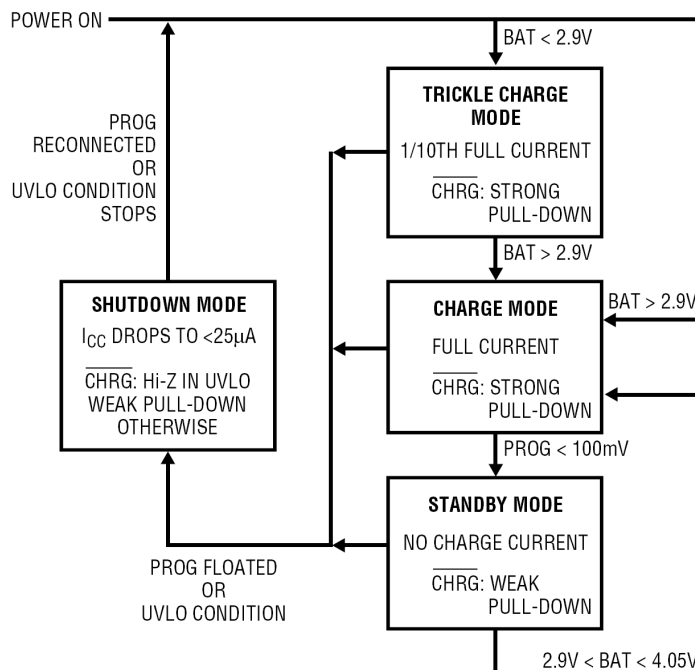 POWER ON
BAT < 2.9V
TRICKLE CHARGE
MODE
1/10TH FULL CURRENT
CHRG: STRONG
PULL-DOWN
PROG
RECONNECTED
OR
UVLO CONDITION
STOPS
BAT > 2.9V
SHUTDOWN MODE
ICC DROPS TO <25μA
CHRG: Hi-Z IN UVLO
WEAK PULL-DOWN
OTHERWISE
CHARGE MODE
FULL CURRENT
CHRG: STRONG
PULL-DOWN
BAT > 2.9V
PROG < 100mV
STANDBY MODE
NO CHARGE CURRENT
CHRG: WEAK
PULL-DOWN
PROG FLOATED
OR
UVLO CONDITION
2.9V < BAT < 4.05V